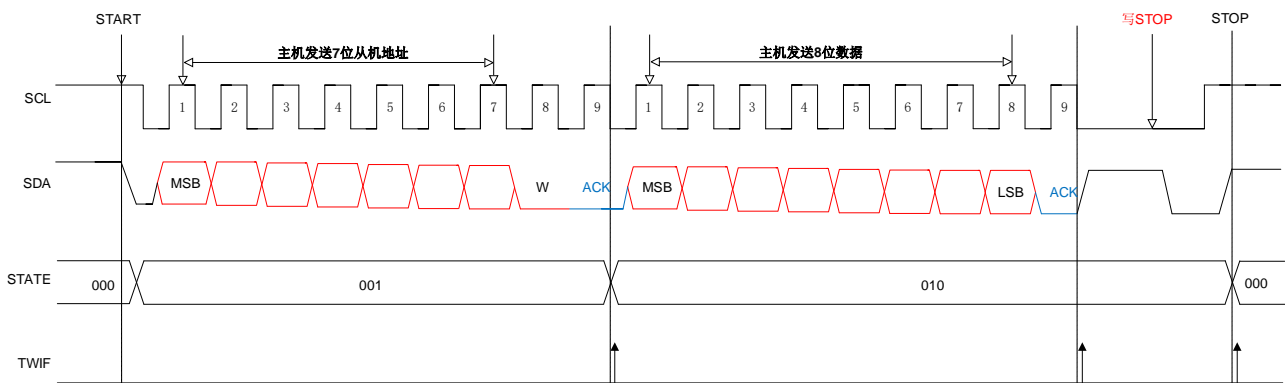 START
写STOP
STOP
主机发送7位从机地址
主机发送8位数据
SCL
1 2 3 4 5 6 7 8 9 1 2 3 4 5 6 7 8 9
SDA
MSB W ACK MSB LSB ACK
STATE
000 001 010 000
TWIF